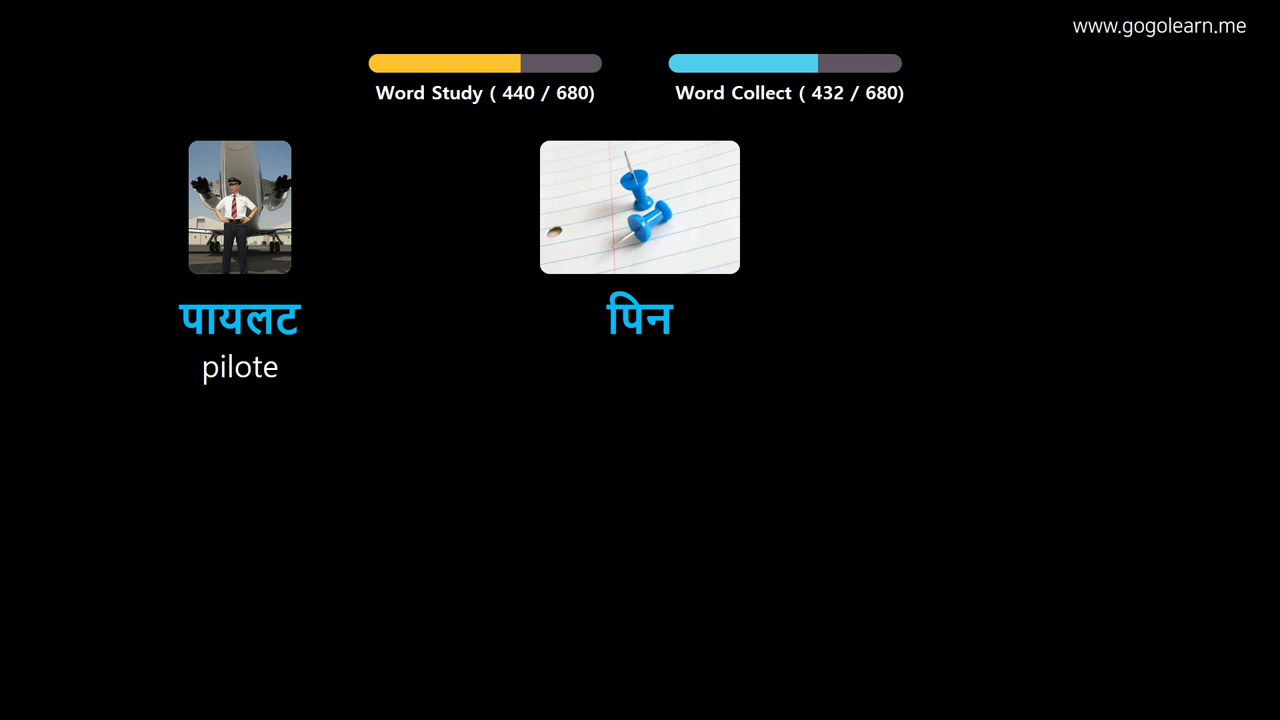 www.gogolearn.me
Word Study ( 440 / 680)
Word Collect ( 432 / 680)
पायलट
पिन
pilote